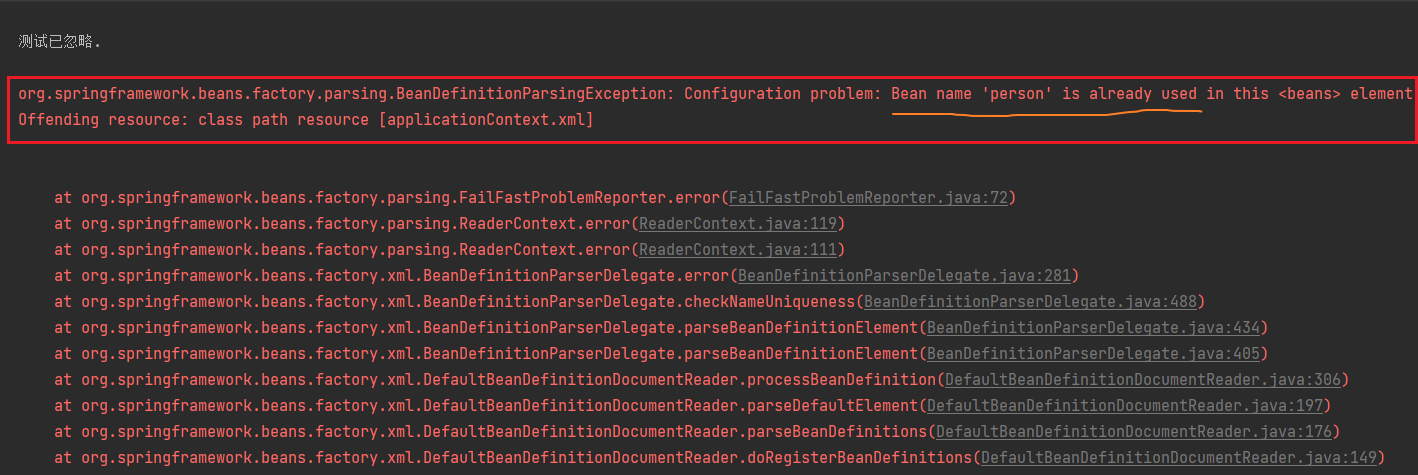 测试已忽略.
org.springframework.beans.factory.parsing.BeanDefinitionParsingException: Configuration problem: Bean name 'person' is already used in this <beans> element
Offending resource: class path resource [applicationContext.xml]
at org.springframework.beans.factory.parsing.FailFastProblemReporter.error(FailFastProblemReporter.java:72)
at org.springframework.beans.factory.parsing.ReaderContext.error(ReaderContext.java:119)
at org.springframework.beans.factory.parsing.ReaderContext.error(ReaderContext.java:111)
at org.springframework.beans.factory.xml.BeanDefinitionParserDelegate.error(BeanDefinitionParserDelegate.java:281)
at org.springframework.beans.factory.xml.BeanDefinitionParserDelegate.checkNameUniqueness(BeanDefinitionParserDelegate.java:488)
at org.springframework.beans.factory.xml.BeanDefinitionParserDelegate.parseBeanDefinitionElement(BeanDefinitionParserDelegate.java:434)
at org.springframework.beans.factory.xml.BeanDefinitionParserDelegate.parseBeanDefinitionElement(BeanDefinitionParserDelegate.java:405)
at org.springframework.beans.factory.xml.DefaultBeanDefinitionDocumentReader.processBeanDefinition(DefaultBeanDefinitionDocumentReader.java:306)
at org.springframework.beans.factory.xml.DefaultBeanDefinitionDocumentReader.parseDefaultElement(DefaultBeanDefinitionDocumentReader.java:197)
at org.springframework.beans.factory.xml.DefaultBeanDefinitionDocumentReader.parseBeanDefinitions(DefaultBeanDefinitionDocumentReader.java:176)
at org.springframework.beans.factory.xml.DefaultBeanDefinitionDocumentReader.doRegisterBeanDefinitions(DefaultBeanDefinitionDocumentReader.java:149)